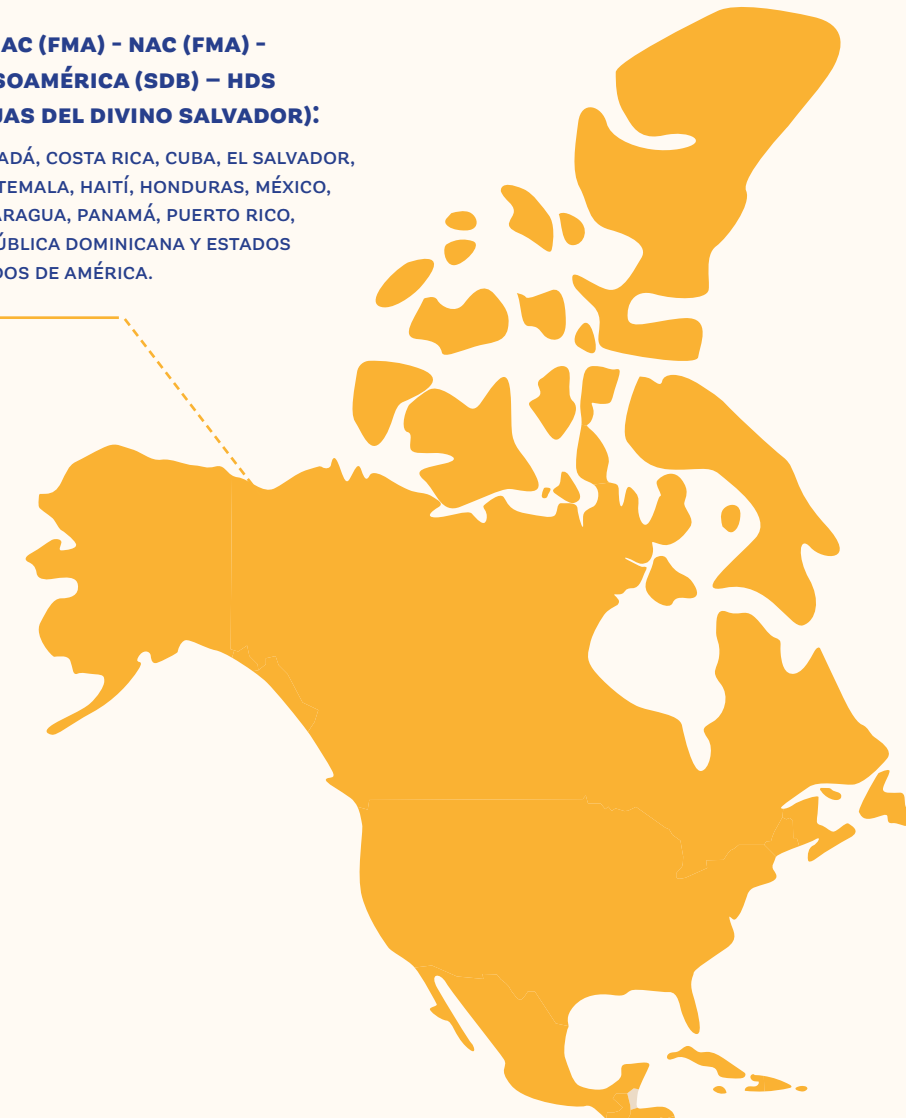 AC (FMA) - NAC (FMA) -
SOAMÉRICA (SDB) – HDS
JAS DEL DIVINO SALVADOR):
ADÁ, COSTA RICA, CUBA, EL SALVADOR,
TEMALA, HAITÍ, HONDURAS, MÉXICO,
ARAGUA, PANAMÁ, PUERTO RICO,
ÚBLICA DOMINICANA Y ESTADOS
DOS DE AMÉRICA.